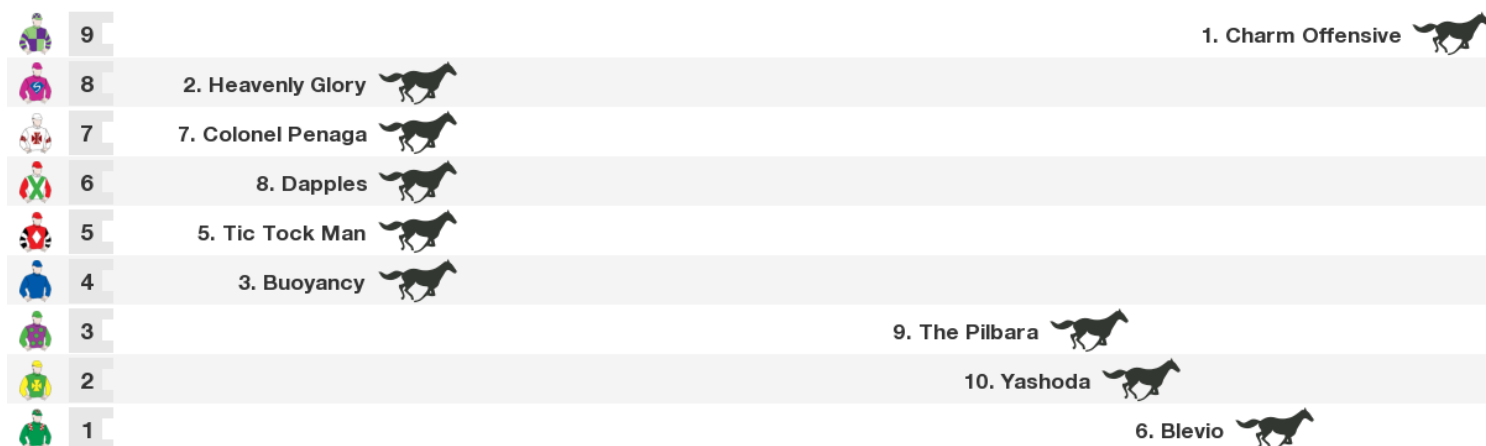 9 1. Charm Offensive
8 2. Heavenly Glory
7 7. Colonel Penaga
6 8. Dapples
5 5. Tic Tock Man
4 3. Buoyancy
3 9. The Pilbara
2 10. Yashoda
1 6. Blevio